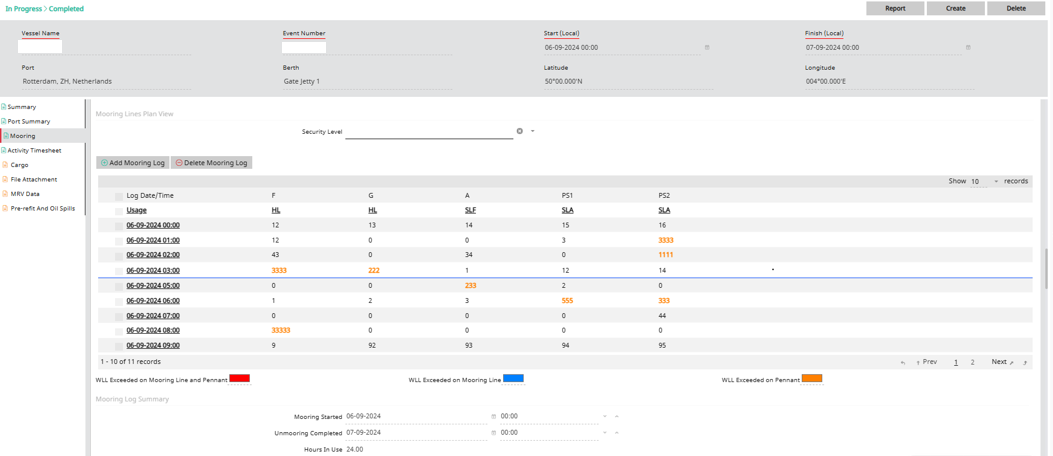 In Progress > Completed
Report Create Delete
Vessel Name Event Number Start (Local) Finish (Local)
06-09-2024 00:00 07-09-2024 00:00
Port Berth Latitude Longitude
Rotterdam, ZH, Netherlands Gate Jetty 1 50°00.000'N 004°00.000'E
Summary
Port Summary
Mooring
Activity Timesheet
Cargo
File Attachment
MRV Data
Pre-refit And Oil Spills
Mooring Lines Plan View
Security Level
Add Mooring Log Delete Mooring Log
Show 10 records
Log Date/Time F G A PS1 PS2
Usage HL HL SLF SLA SLA
06-09-2024 00:00 12 13 14 15 16
06-09-2024 01:00 12 0 0 3 3333
06-09-2024 02:00 43 0 34 0 1111
06-09-2024 03:00 3333 222 1 12 14
06-09-2024 05:00 0 0 233 2 0
06-09-2024 06:00 1 2 3 555 333
06-09-2024 07:00 0 0 0 0 44
06-09-2024 08:00 33333 0 0 0 0
06-09-2024 09:00 9 92 93 94 95
1 - 10 of 11 records Prev 1 2 Next
WLL Exceeded on Mooring Line and Pennant WLL Exceeded on Mooring Line WLL Exceeded on Pennant
Mooring Log Summary
Mooring Started 06-09-2024 00:00
Unmooring Completed 07-09-2024 00:00
Hours In Use 24.00